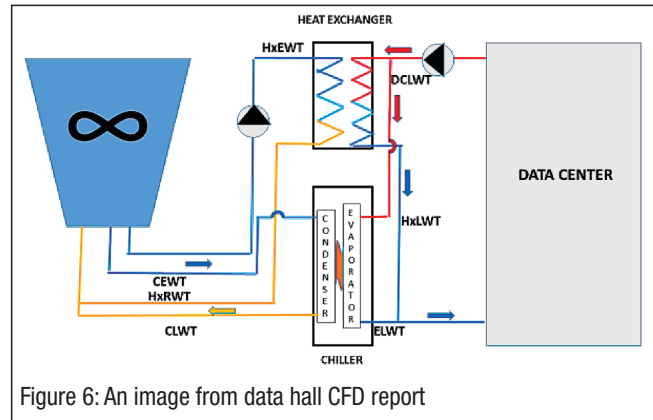 HEAT EXCHANGER
HxEWT
DCLWT
DATA CENTER
HxLWT
CONDENSER
EVAPORATOR
CEWT
HxRWT
CLWT
ELWT
CHILLER
Figure 6: An image from data hall CFD report